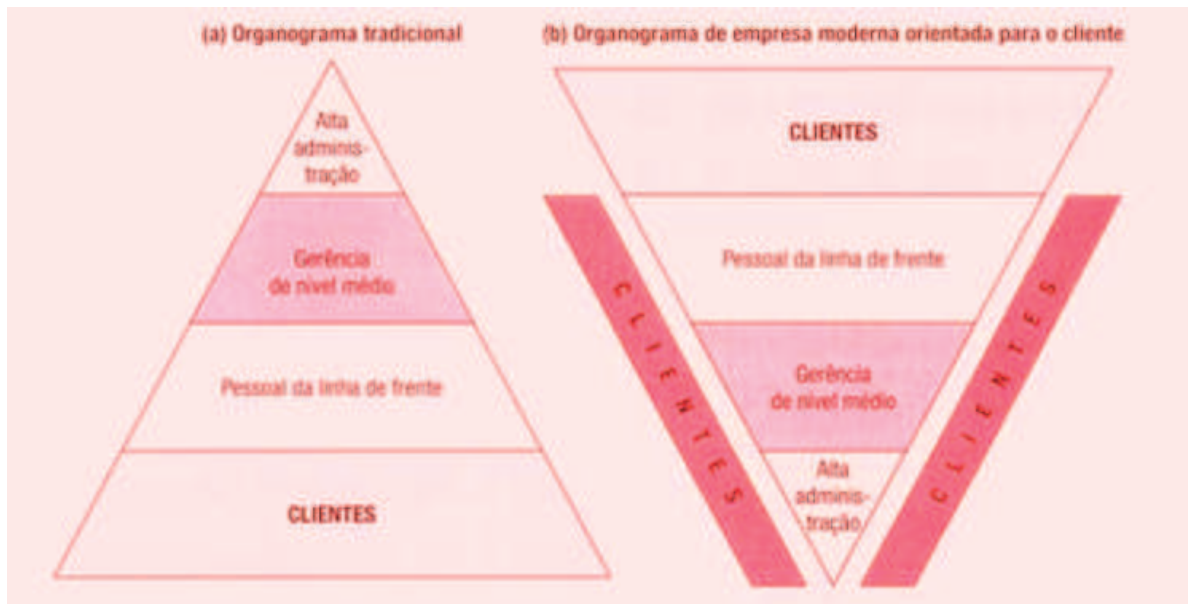 (a) Organograma tradicional
Alta
adminis-
tração
Gerência
de nível médio
Pessoal da linha de frente
CLIENTES
(b) Organograma de empresa moderna orientada para o cliente
CLIENTES
Pessoal da linha de frente
Gerência
de nível médio
Alta
adminis-
tração
CLIENTES
CLIENTES